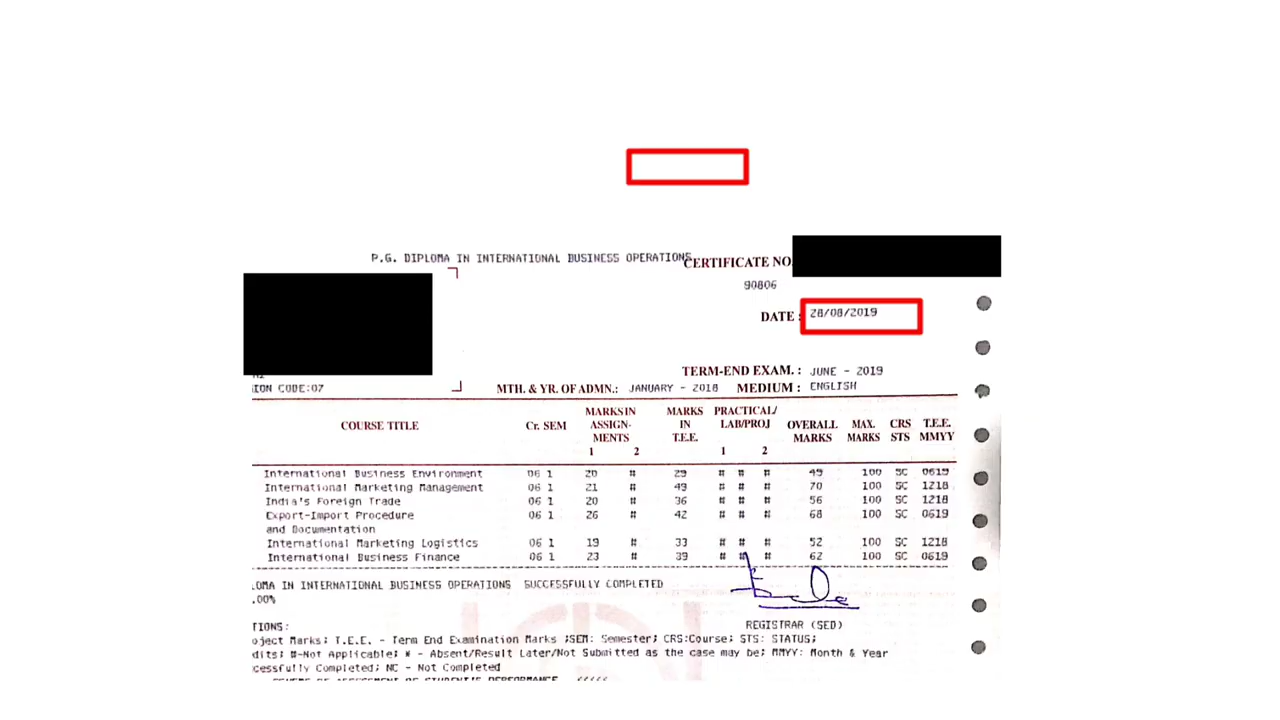 P.G. DIPLOMA IN INTERNATIONAL BUSINESS OPERATIONS
CERTIFICATE NO.
90806
DATE : 28/08/2019
TERM-END EXAM. : JUNE - 2019
ION CODE:07 MTH. & YR. OF ADMN.: JANUARY - 2018 MEDIUM : ENGLISH
COURSE TITLE Cr. SEM MARKS IN ASSIGN-MENTS MARKS IN T.E.E. PRACTICAL/ LAB/PROJ OVERALL MARKS MAX. MARKS CRS STS T.E.E. MMYY
1 2 1 2
International Business Environment 06 1 20 # 29 # # # 49 100 SC 0619
International Marketing Management 06 1 21 # 49 # # # 70 100 SC 1218
India's Foreign Trade 06 1 20 # 36 # # # 56 100 SC 1218
Export-Import Procedure 06 1 26 # 42 # # # 68 100 SC 0619
and Documentation
International Marketing Logistics 06 1 19 # 33 # # # 52 100 SC 1218
International Business Finance 06 1 23 # 39 # # # 62 100 SC 0619
LOMA IN INTERNATIONAL BUSINESS OPERATIONS SUCCESSFULLY COMPLETED
.00%
REGISTRAR (SED)
TIONS:
oject Marks; T.E.E. - Term End Examination Marks ;SEM: Semester; CRS:Course; STS: STATUS;
dits; #-Not Applicable; * - Absent/Result Later/Not Submitted as the case may be; MMYY: Month & Year
cessfully Completed; NC - Not Completed
SCHEME OF ASSESSMENT OF STUDENT'S PERFORMANCE